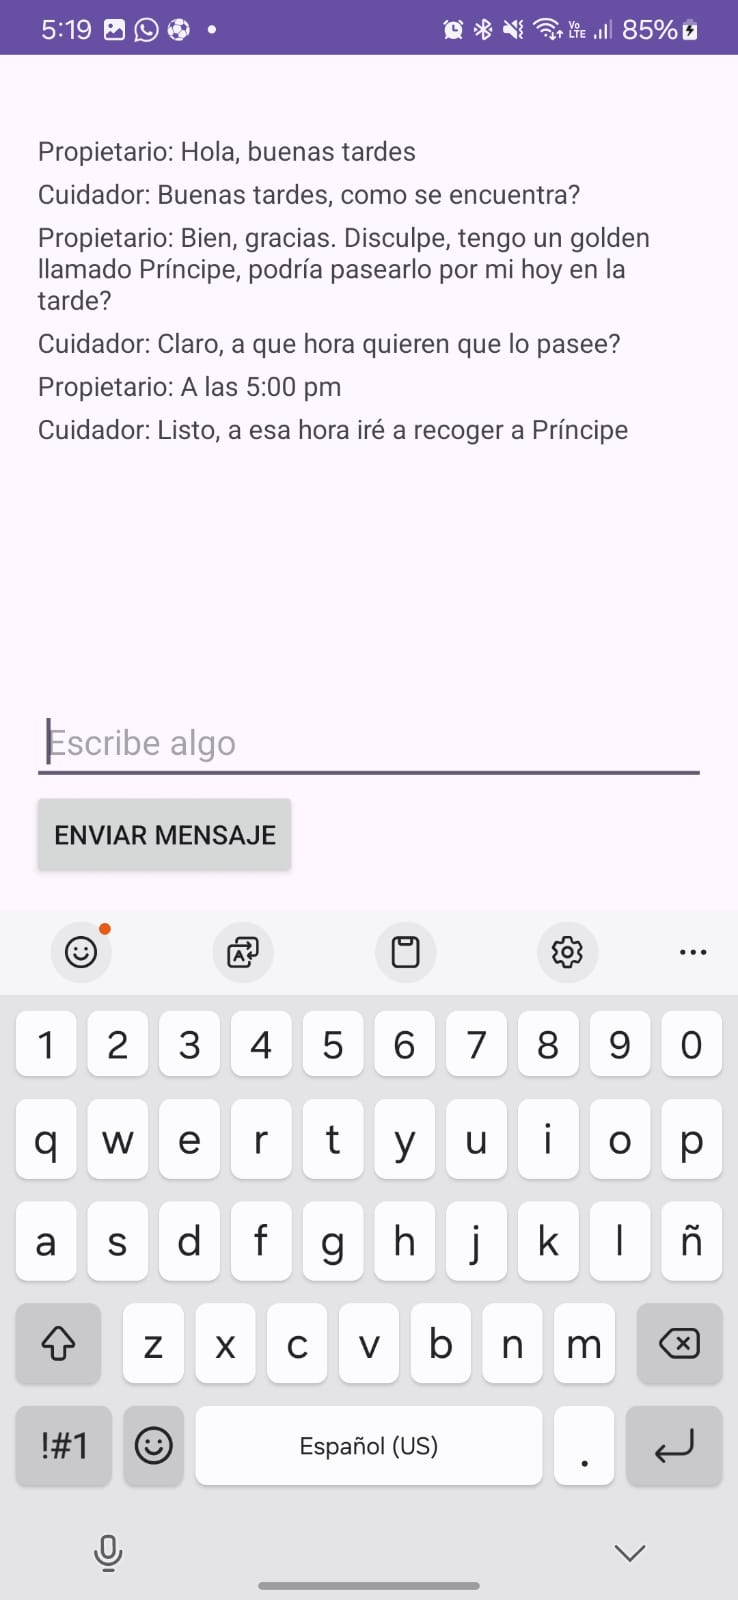 5:19 85%
Propietario: Hola, buenas tardes
Cuidador: Buenas tardes, como se encuentra?
Propietario: Bien, gracias. Disculpe, tengo un golden
llamado Príncipe, podría pasearlo por mi hoy en la
tarde?
Cuidador: Claro, a que hora quieren que lo pasee?
Propietario: A las 5:00 pm
Cuidador: Listo, a esa hora iré a recoger a Príncipe
Escribe algo
ENVIAR MENSAJE
1 2 3 4 5 6 7 8 9 0
q w e r t y u i o p
a s d f g h j k l ñ
z x c v b n m
!#1 Español (US) .